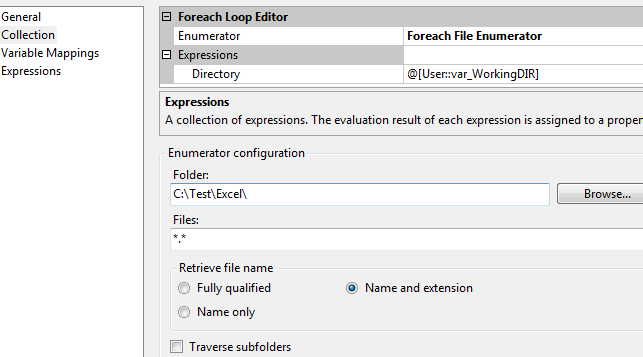 General
Collection
Variable Mappings
Expressions
Foreach Loop Editor
Enumerator Foreach File Enumerator
Expressions
Directory @[User::var_WorkingDIR]
Expressions
A collection of expressions. The evaluation result of each expression is assigned to a proper
Enumerator configuration
Folder:
C:\Test\Excel\ Browse...
Files:
*.*
Retrieve file name
Fully qualified Name and extension
Name only
Traverse subfolders